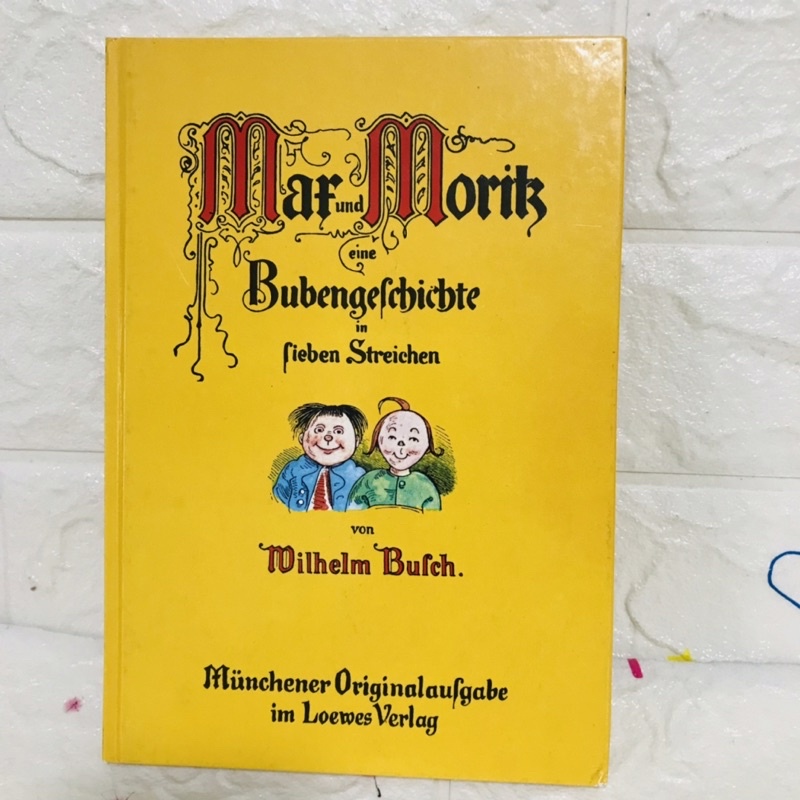 Max und Moritz
eine
Bubengeſchichte
in
ſieben Streichen
von
Wilhelm Buſch.
Münchener Originalauſgabe
im Loewes Verlag